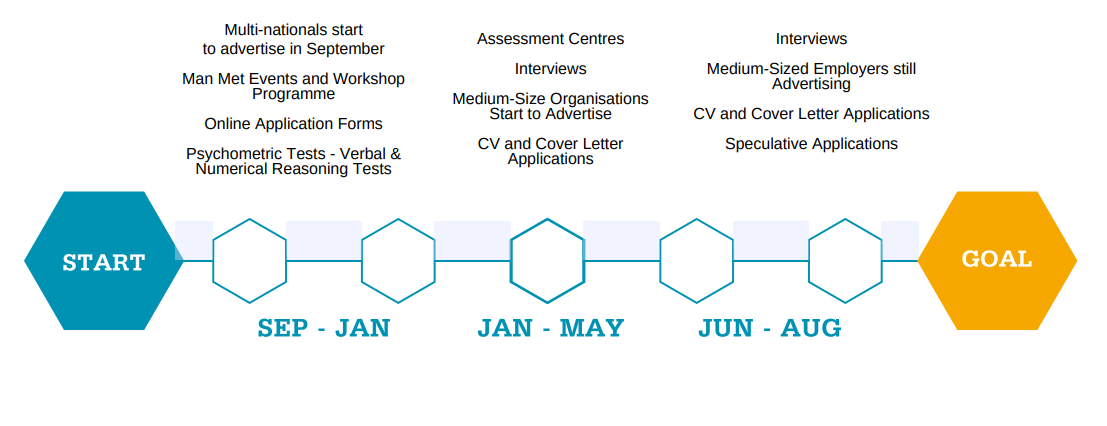 Multi-nationals start
to advertise in September
Man Met Events and Workshop
Programme
Online Application Forms
Psychometric Tests - Verbal &
Numerical Reasoning Tests
Assessment Centres
Interviews
Medium-Size Organisations
Start to Advertise
CV and Cover Letter
Applications
Interviews
Medium-Sized Employers still
Advertising
CV and Cover Letter Applications
Speculative Applications
START
GOAL
SEP - JAN
JAN - MAY
JUN - AUG